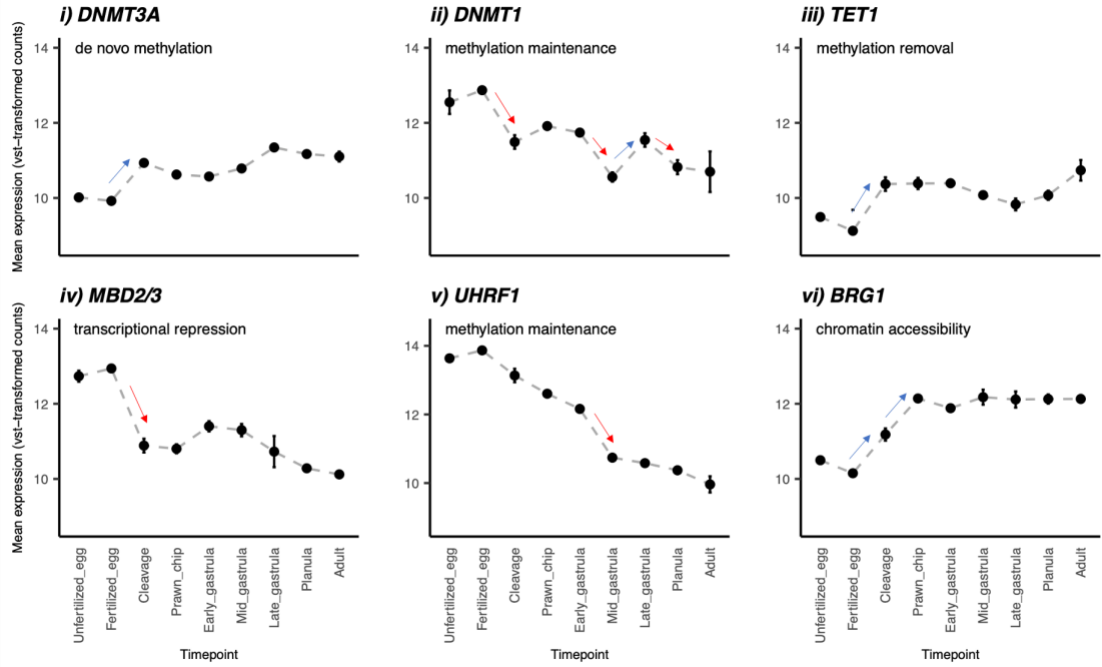 i) DNMT3A
ii) DNMT1
iii) TET1
de novo methylation
methylation maintenance
methylation removal
Mean expression (vst−transformed counts)
14
12
10
14
12
10
14
12
10
iv) MBD2/3
v) UHRF1
vi) BRG1
transcriptional repression
methylation maintenance
chromatin accessibility
Mean expression (vst−transformed counts)
14
12
10
14
12
10
14
12
10
Unfertilized_egg
Fertilized_egg
Cleavage
Prawn_chip
Early_gastrula
Mid_gastrula
Late_gastrula
Planula
Adult
Unfertilized_egg
Fertilized_egg
Cleavage
Prawn_chip
Early_gastrula
Mid_gastrula
Late_gastrula
Planula
Adult
Unfertilized_egg
Fertilized_egg
Cleavage
Prawn_chip
Early_gastrula
Mid_gastrula
Late_gastrula
Planula
Adult
Timepoint
Timepoint
Timepoint